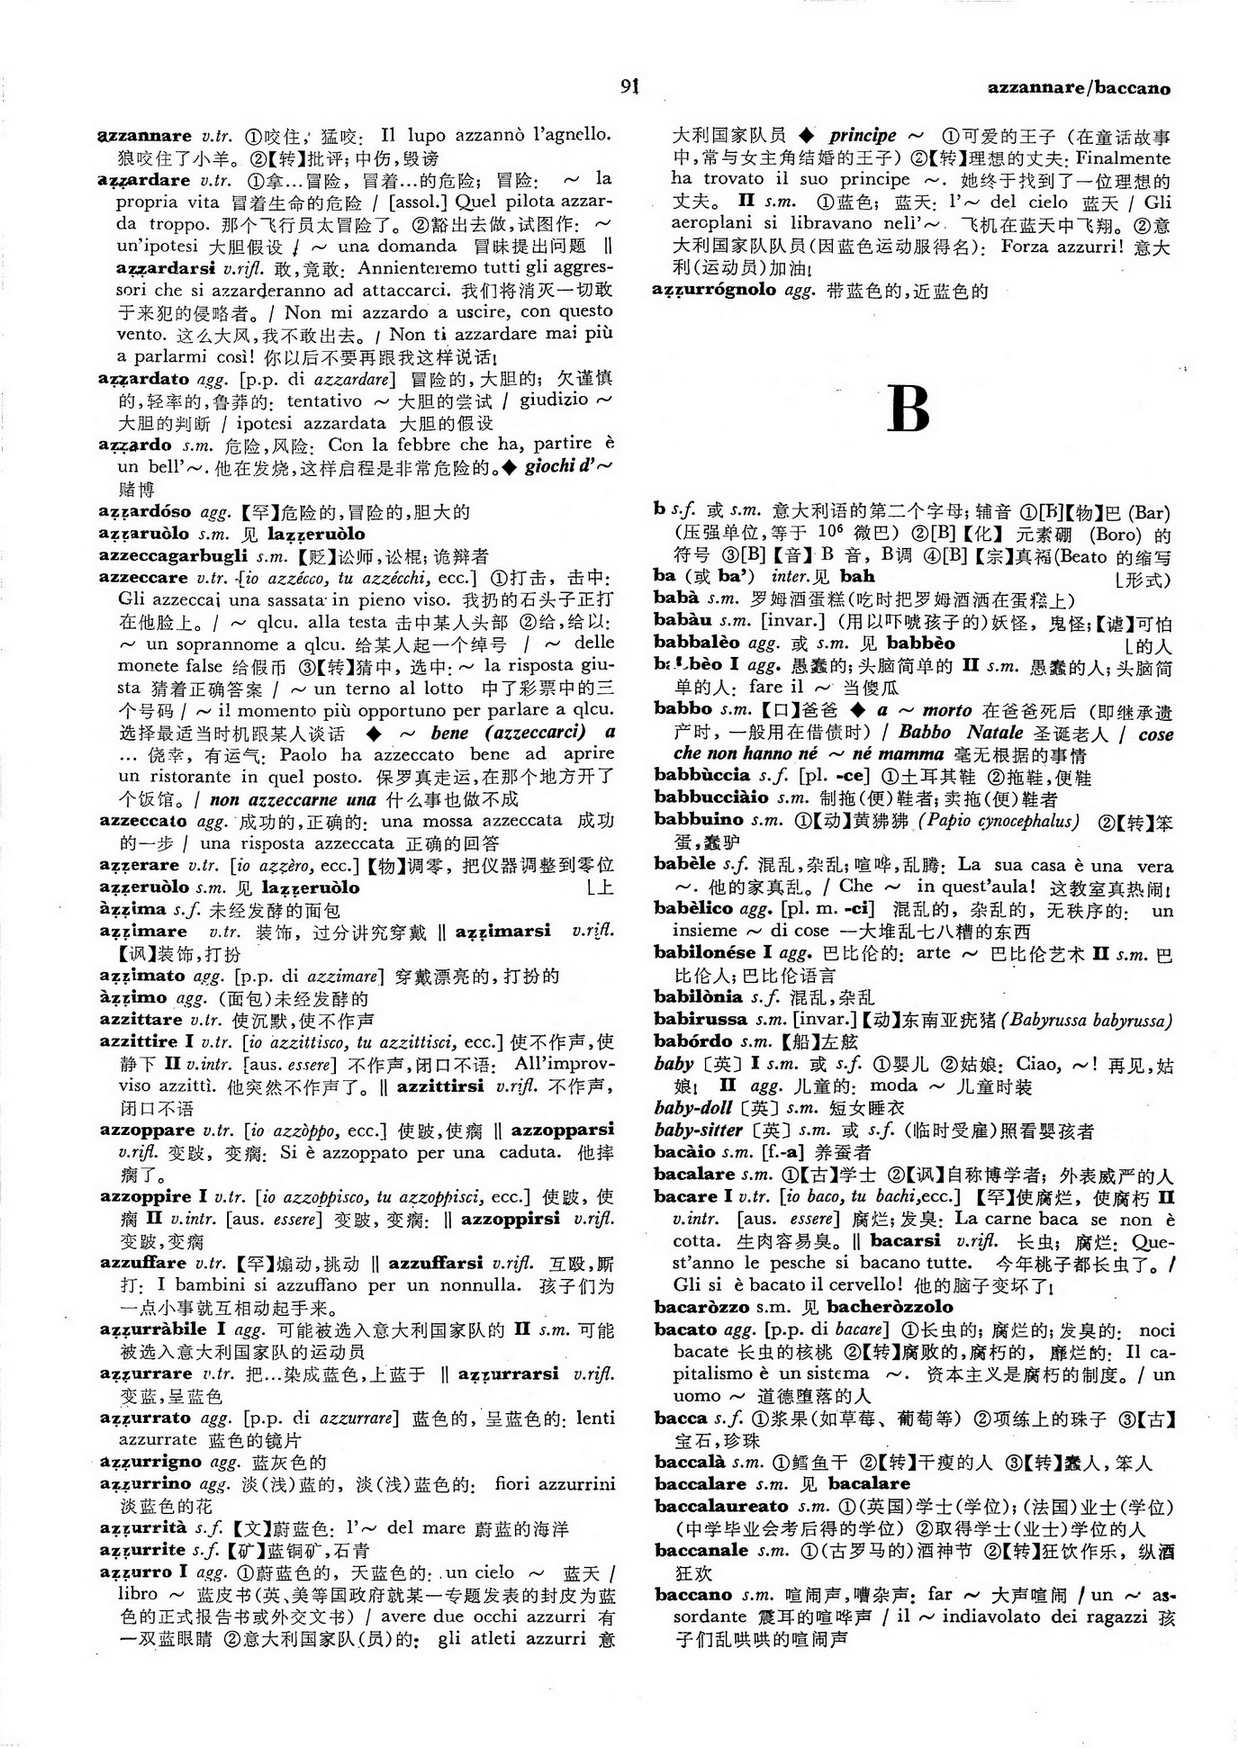 91
azzannare/baccano
azzannare v.tr. ①咬住, 猛咬: Il lupo azzannò l'agnello.
狼咬住了小羊。②【转】批评; 中伤,毁谤
aẓẓardare v.tr. ①拿…冒险, 冒着…的危险; 冒险: ～ la
propria vita 冒着生命的危险 / [assol.] Quel pilota azzar-
da troppo. 那个飞行员太冒险了。②豁出去做,试图作: ～
un'ipotesi 大胆假设 / ～ una domanda 冒昧提出问题 ‖
aẓẓardarsi v.rifl. 敢,竟敢: Annienteremo tutti gli aggres-
sori che si azzarderanno ad attaccarci. 我们将消灭一切敢
于来犯的侵略者。/ Non mi azzardo a uscire, con questo
vento. 这么大风,我不敢出去。/ Non ti azzardare mai più
a parlarmi così! 你以后不要再跟我这样说话!
aẓẓardato agg. [p.p. di azzardare] 冒险的,大胆的; 欠谨慎
的,轻率的,鲁莽的: tentativo ～ 大胆的尝试 / giudizio ～
大胆的判断 / ipotesi azzardata 大胆的假设
aẓẓardo s.m. 危险,风险: Con la febbre che ha, partire è
un bell'～. 他在发烧,这样启程是非常危险的。◆ giochi d'～
赌博
aẓẓardóso agg. 【罕】危险的,冒险的,胆大的
aẓẓaruòlo s.m. 见 laẓẓeruòlo
azzeccagarbugli s.m. 【贬】讼师,讼棍; 诡辩者
azzeccare v.tr. [io azzécco, tu azzécchi, ecc.] ①打击, 击中:
Gli azzeccai una sassata in pieno viso. 我扔的石头子正打
在他脸上。/ ～ qlcu. alla testa 击中某人头部 ②给,给以:
～ un soprannome a qlcu. 给某人起一个绰号 / ～ delle
monete false 给假币 ③【转】猜中, 选中: ～ la risposta giu-
sta 猜着正确答案 / ～ un terno al lotto 中了彩票中的三
个号码 / ～ il momento più opportuno per parlare a qlcu.
选择最适当时机跟某人谈话 ◆ ～ bene (azzeccarci) a
… 侥幸, 有运气: Paolo ha azzeccato bene ad aprire
un ristorante in quel posto. 保罗真走运,在那个地方开了
个饭馆。/ non azzeccarne una 什么事也做不成
azzeccato agg. 成功的,正确的: una mossa azzeccata 成功
的一步 / una risposta azzeccata 正确的回答
aẓẓerare v.tr. [io aẓẓèro, ecc.]【物】调零, 把仪器调整到零位
aẓẓeruòlo s.m. 见 laẓẓeruòlo ⌊上
àẓẓima s.f. 未经发酵的面包
aẓẓimare v.tr. 装饰, 过分讲究穿戴 ‖ aẓẓimarsi v.rifl.
【讽】装饰,打扮
aẓẓimato agg. [p.p. di azzimare] 穿戴漂亮的,打扮的
àẓẓimo agg. (面包)未经发酵的
azzittare v.tr. 使沉默,使不作声
azzittire I v.tr. [io azzittisco, tu azzittisci, ecc.] 使不作声,使
静下 II v.intr. [aus. essere] 不作声,闭口不语: All'improv-
viso azzittì. 他突然不作声了。‖ azzittirsi v.rifl. 不作声,
闭口不语
azzoppare v.tr. [io azzòppo, ecc.] 使跛,使瘸 ‖ azzopparsi
v.rifl. 变跛, 变瘸: Si è azzoppato per una caduta. 他摔
瘸了。
azzoppire I v.tr. [io azzoppisco, tu azzoppisci, ecc.] 使跛, 使
瘸 II v.intr. [aus. essere] 变跛, 变瘸: ‖ azzoppirsi v.rifl.
变跛,变瘸
azzuffare v.tr. 【罕】煽动,挑动 ‖ azzuffarsi v.rifl. 互殴,厮
打: I bambini si azzuffano per un nonnulla. 孩子们为
一点小事就互相动起手来。
aẓẓurràbile I agg. 可能被选入意大利国家队的 II s.m. 可能
被选入意大利国家队的运动员
aẓẓurrare v.tr. 把…染成蓝色,上蓝于 ‖ aẓẓurrarsi v.rifl.
变蓝,呈蓝色
aẓẓurrato agg. [p.p. di azzurrare] 蓝色的, 呈蓝色的: lenti
azzurrate 蓝色的镜片
aẓẓurrigno agg. 蓝灰色的
aẓẓurrino agg. 淡(浅)蓝的, 淡(浅)蓝色的: fiori azzurrini
淡蓝色的花
aẓẓurrità s.f. 【文】蔚蓝色: l'～ del mare 蔚蓝的海洋
aẓẓurrite s.f. 【矿】蓝铜矿,石青
aẓẓurro I agg. ①蔚蓝色的, 天蓝色的: un cielo ～ 蓝天 /
libro ～ 蓝皮书(英、美等国政府就某一专题发表的封皮为蓝
色的正式报告书或外交文书) / avere due occhi azzurri 有
一双蓝眼睛 ②意大利国家队(员)的: gli atleti azzurri 意
大利国家队员 ◆ principe ～ ①可爱的王子 (在童话故事
中,常与女主角结婚的王子) ②【转】理想的丈夫: Finalmente
ha trovato il suo principe ～. 她终于找到了一位理想的
丈夫。 II s.m. ①蓝色; 蓝天: l'～ del cielo 蓝天 / Gli
aeroplani si libravano nell'～. 飞机在蓝天中飞翔。②意
大利国家队队员(因蓝色运动服得名): Forza azzurri! 意大
利(运动员)加油!
aẓẓurrógnolo agg. 带蓝色的,近蓝色的
B
b s.f. 或 s.m. 意大利语的第二个字母; 辅音 ①[B]【物】巴 (Bar)
(压强单位,等于 10⁶ 微巴) ②[B]【化】 元素硼 (Boro) 的
符号 ③[B]【音】B 音, B调 ④[B]【宗】真福(Beato 的缩写
ba (或 ba') inter.见 bah ⌊形式)
babà s.m. 罗姆酒蛋糕(吃时把罗姆酒洒在蛋糕上)
babàu s.m. [invar.] (用以吓唬孩子的)妖怪, 鬼怪;【谑】可怕
babbalèo agg. 或 s.m. 见 babbèo ⌊的人
babbèo I agg. 愚蠢的; 头脑简单的 II s.m. 愚蠢的人; 头脑简
单的人: fare il ～ 当傻瓜
babbo s.m. 【口】爸爸 ◆ a ～ morto 在爸爸死后 (即继承遗
产时, 一般用在借债时) / Babbo Natale 圣诞老人 / cose
che non hanno né ～ né mamma 毫无根据的事情
babbùccia s.f. [pl. -ce] ①土耳其鞋 ②拖鞋,便鞋
babbucciàio s.m. 制拖(便)鞋者; 卖拖(便)鞋者
babbuino s.m. ①【动】黄狒狒 (Papio cynocephalus) ②【转】笨
蛋,蠢驴
babèle s.f. 混乱,杂乱; 喧哗,乱腾: La sua casa è una vera
～. 他的家真乱。/ Che ～ in quest'aula! 这教室真热闹!
babèlico agg. [pl. m. -ci] 混乱的, 杂乱的, 无秩序的: un
insieme ～ di cose 一大堆乱七八糟的东西
babilonése I agg. 巴比伦的: arte ～ 巴比伦艺术 II s.m. 巴
比伦人; 巴比伦语言
babilònia s.f. 混乱,杂乱
babirussa s.m. [invar.]【动】东南亚疣猪 (Babyrussa babyrussa)
babórdo s.m. 【船】左舷
baby 〔英〕 I s.m. 或 s.f. ①婴儿 ②姑娘: Ciao, ～! 再见,姑
娘! II agg. 儿童的: moda ～ 儿童时装
baby-doll 〔英〕 s.m. 短女睡衣
baby-sitter 〔英〕 s.m. 或 s.f. (临时受雇)照看婴孩者
bacàio s.m. [f.-a] 养蚕者
bacalare s.m. ①【古】学士 ②【讽】自称博学者; 外表威严的人
bacare I v.tr. [io baco, tu bachi,ecc.] 【罕】使腐烂, 使腐朽 II
v.intr. [aus. essere] 腐烂; 发臭: La carne baca se non è
cotta. 生肉容易臭。‖ bacarsi v.rifl. 长虫; 腐烂: Que-
st'anno le pesche si bacano tutte. 今年桃子都长虫了。/
Gli si è bacato il cervello! 他的脑子变坏了!
bacaròzzo s.m. 见 bacheròzzolo
bacato agg. [p.p. di bacare] ①长虫的; 腐烂的; 发臭的: noci
bacate 长虫的核桃 ②【转】腐败的,腐朽的, 靡烂的: Il ca-
pitalismo è un sistema ～. 资本主义是腐朽的制度。/ un
uomo ～ 道德堕落的人
bacca s.f. ①浆果(如草莓、葡萄等) ②项练上的珠子 ③【古】
宝石,珍珠
baccalà s.m. ①鳕鱼干 ②【转】干瘦的人 ③【转】蠢人,笨人
baccalare s.m. 见 bacalare
baccalaureato s.m. ①(英国)学士(学位); (法国)业士(学位)
(中学毕业会考后得的学位) ②取得学士(业士)学位的人
baccanale s.m. ①(古罗马的)酒神节 ②【转】狂饮作乐, 纵酒
狂欢
baccano s.m. 喧闹声,嘈杂声: far ～ 大声喧闹 / un ～ as-
sordante 震耳的喧哗声 / il ～ indiavolato dei ragazzi 孩
子们乱哄哄的喧闹声